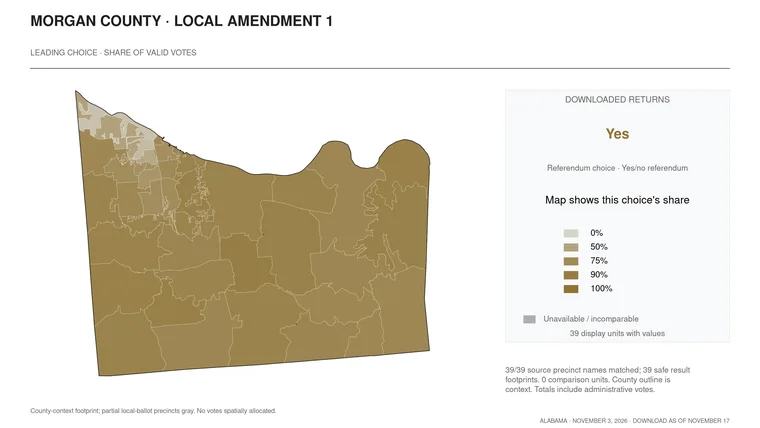 MORGAN COUNTY · LOCAL AMENDMENT 1
LEADING CHOICE · SHARE OF VALID VOTES
DOWNLOADED RETURNS
Yes
Referendum choice · Yes/no referendum
Map shows this choice's share
0%
50%
75%
90%
100%
Unavailable / incomparable
39 display units with values
39/39 source precinct names matched; 39 safe result
footprints. 0 comparison units. County outline is
context. Totals include administrative votes.
County-context footprint; partial local-ballot precincts gray. No votes spatially allocated.
ALABAMA · NOVEMBER 3, 2026 · DOWNLOAD AS OF NOVEMBER 17